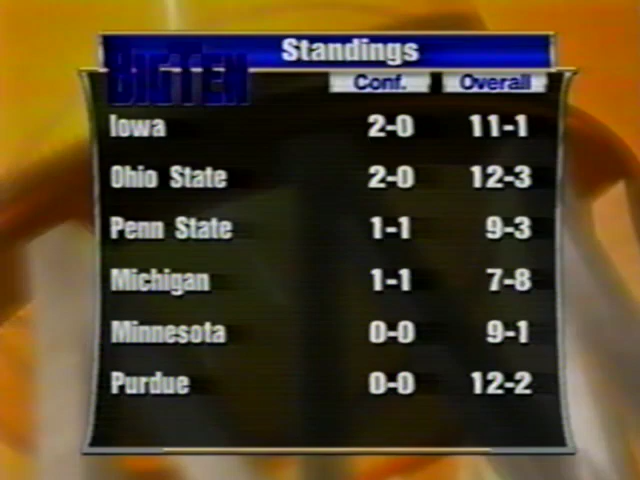 Standings
BIG TEN
Conf. Overall
Iowa 2-0 11-1
Ohio State 2-0 12-3
Penn State 1-1 9-3
Michigan 1-1 7-8
Minnesota 0-0 9-1
Purdue 0-0 12-2